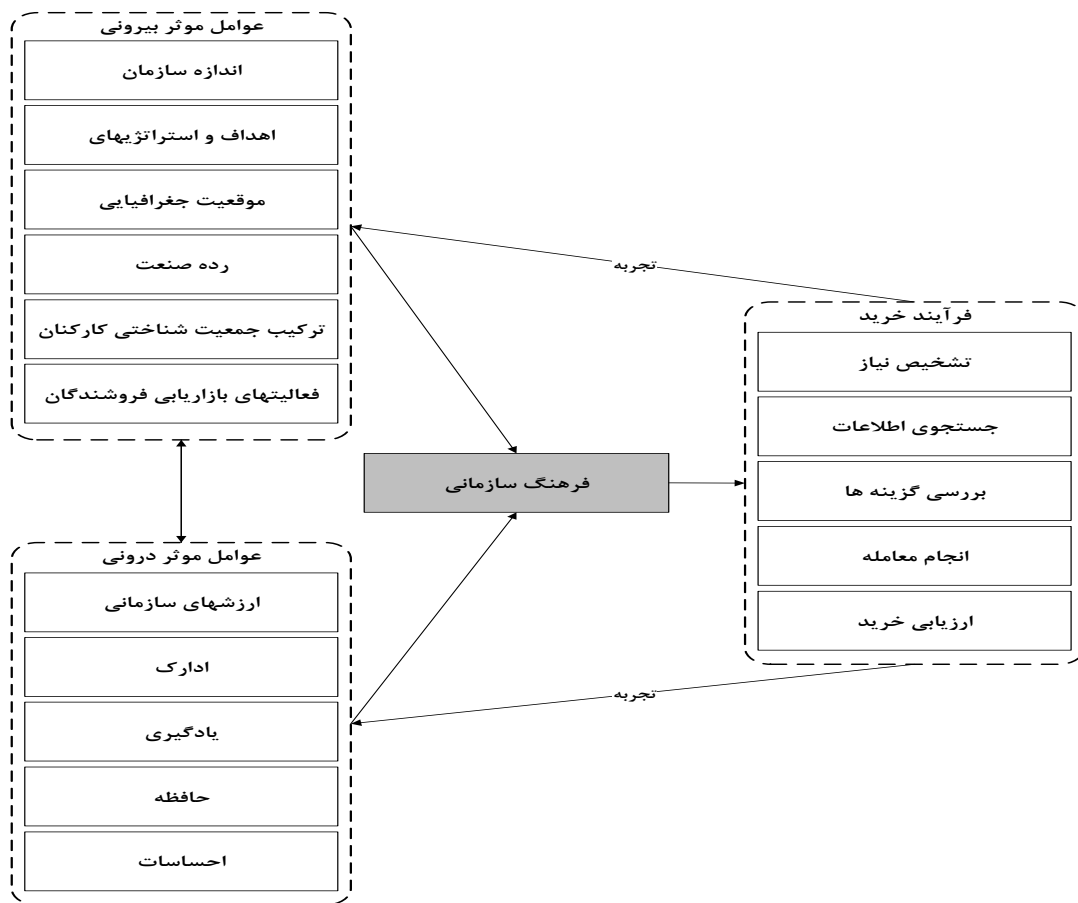 عوامل موثر بیرونی
اندازه سازمان
اهداف و استراتژیهای
موقعیت جغرافیایی
رده صنعت
ترکیب جمعیت شناختی کارکنان
فعالیتهای بازاریابی فروشندگان
تجربه
فرآیند خرید
تشخیص نیاز
جستجوی اطلاعات
بررسی گزینه ها
انجام معامله
ارزیابی خرید
فرهنگ سازمانی
عوامل موثر درونی
ارزشهای سازمانی
ادارک
یادگیری
حافظه
احساسات
تجربه